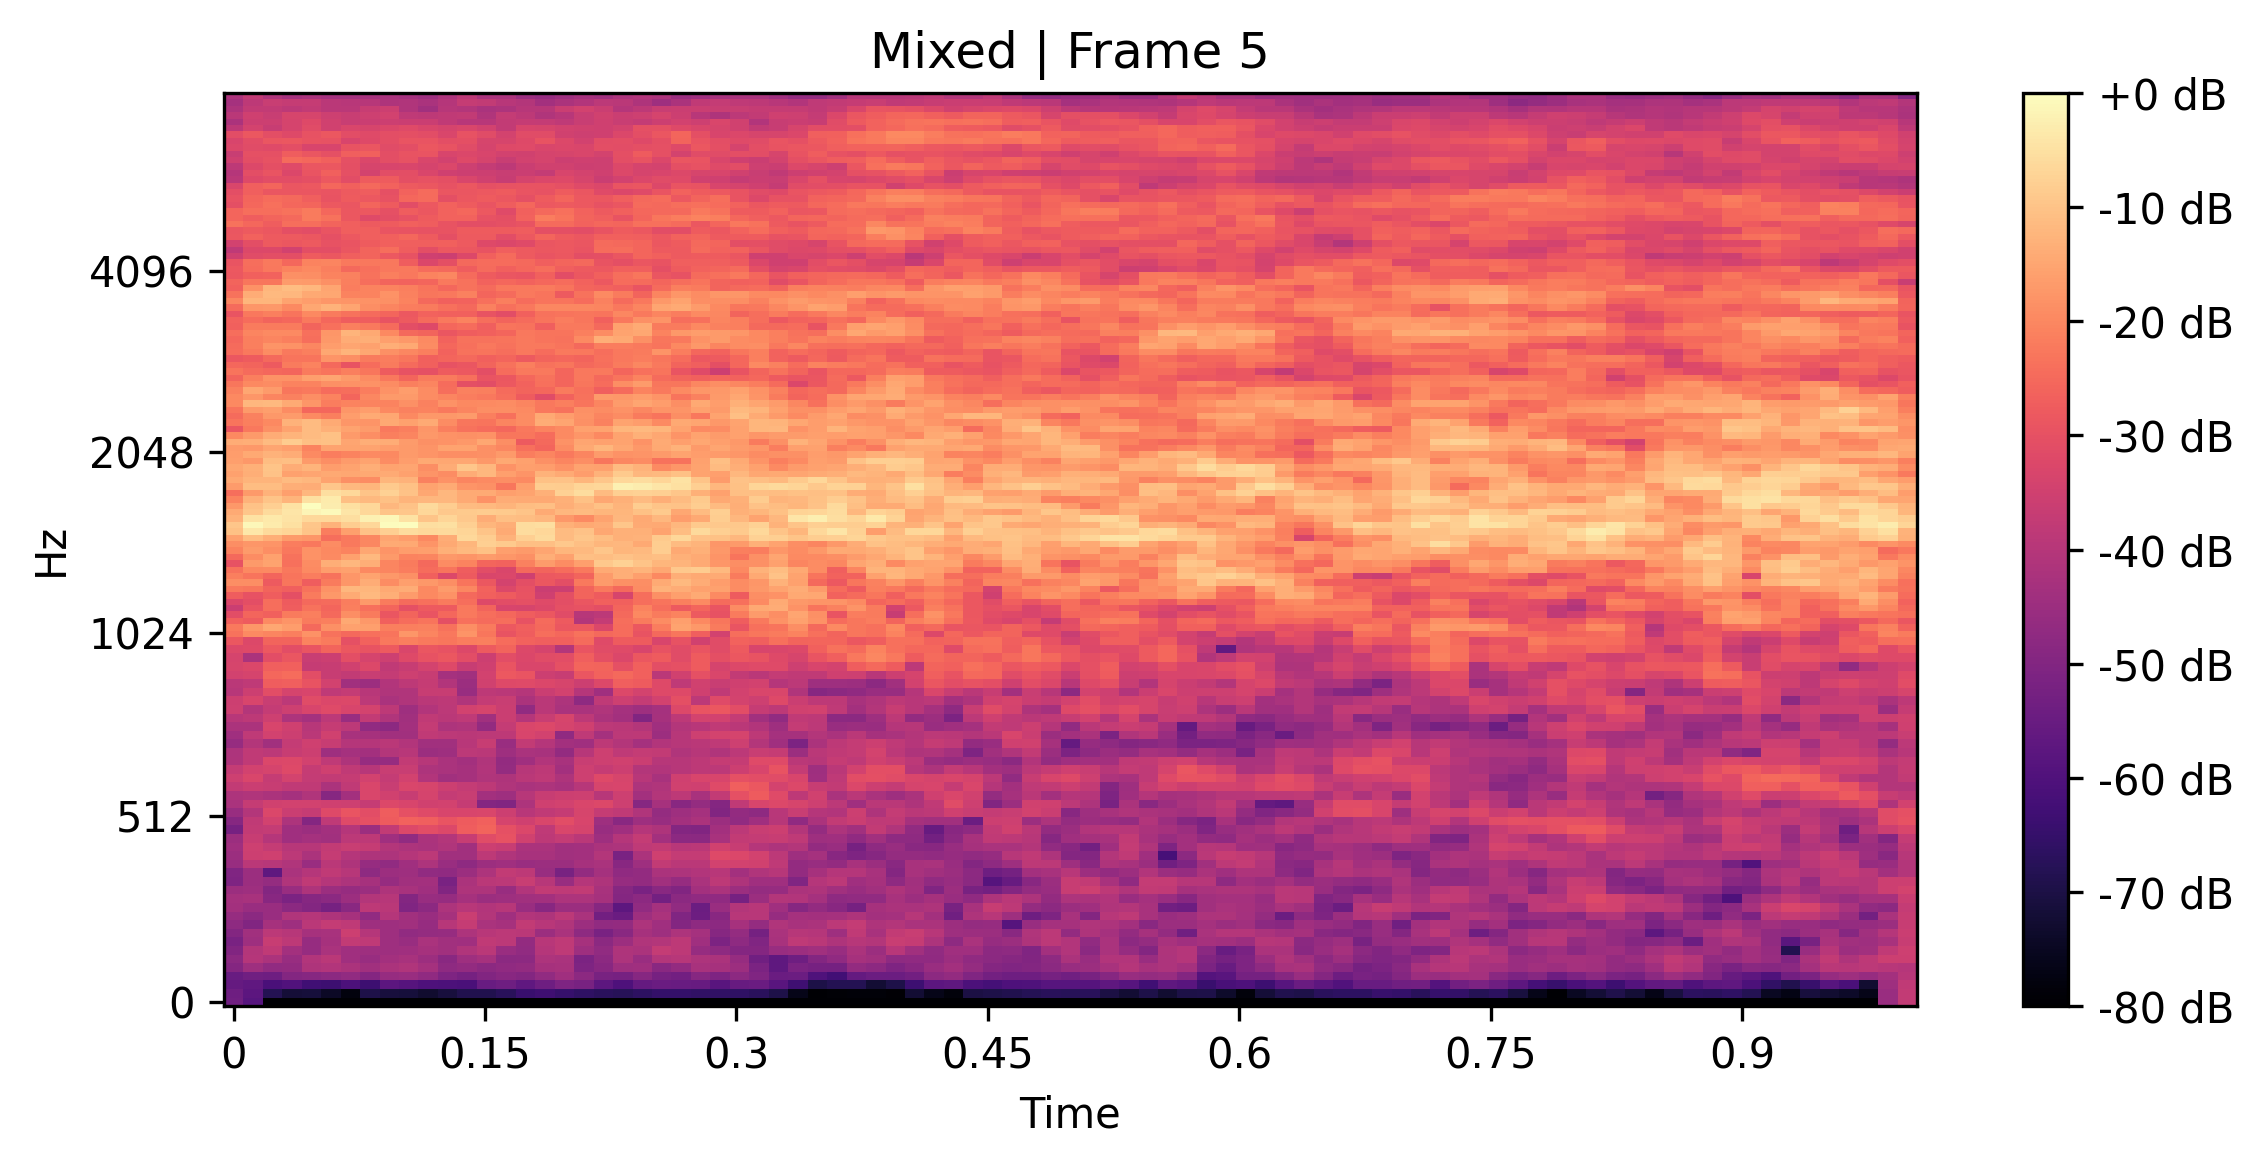 Mixed | Frame 5
Hz
4096
2048
1024
512
0
0 0.15 0.3 0.45 0.6 0.75 0.9
Time
+0 dB
-10 dB
-20 dB
-30 dB
-40 dB
-50 dB
-60 dB
-70 dB
-80 dB